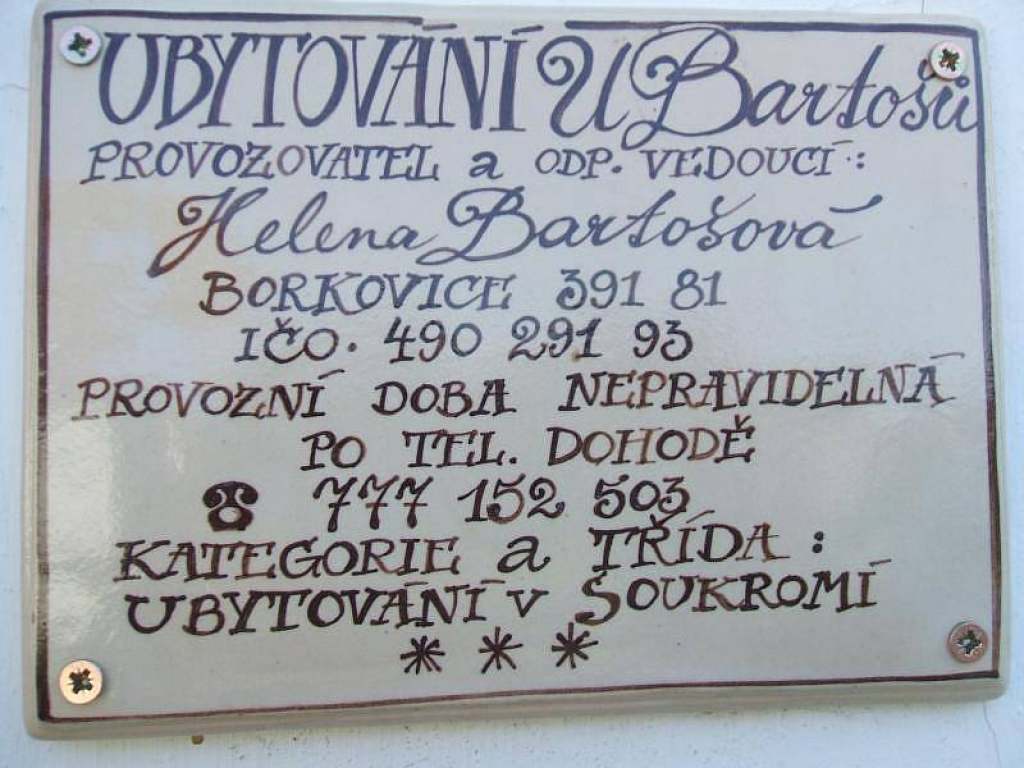 UBYTOVÁNÍ U Bartošů
PROVOZOVATEL a ODP. VEDOUCÍ:
Helena Bartošová
BORKOVICE 391 81
IČO. 490 291 93
PROVOZNÍ DOBA NEPRAVIDELNÁ
PO TEL. DOHODĚ
☎ 777 152 503
KATEGORIE a TŘÍDA:
UBYTOVÁNÍ V SOUKROMÍ
* * *